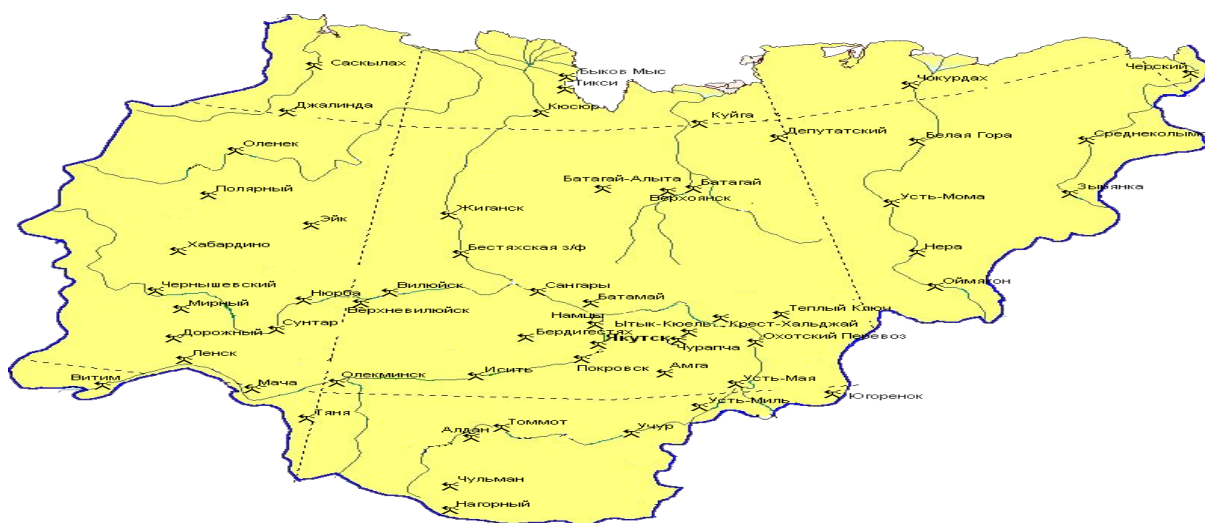 Саскылах
Быков Мыс
Тикси
Чокурдах
Черский
Джалинда
Кюсюр
Куйга
Депутатский
Белая Гора
Среднеколым
Оленек
Полярный
Батагай-Алыта
Батагай
Верхоянск
Зырянка
Усть-Мома
Жиганск
Эйк
Хабардино
Бестяхская з/ф
Нера
Чернышевский
Нюрба
Вилюйск
Сангары
Оймякон
Мирный
Верхневилюйск
Батамай
Теплый Ключ
Намцы
Сунтар
Ытык-Кюель
Крест-Хальджай
Дорожный
Бердигестях
Якутск
Чурапча
Охотский Перевоз
Ленск
Покровск
Амга
Витим
Мача
Олекминск
Исить
Усть-Мая
Югоренок
Усть-Миль
Тяня
Томмот
Алдан
Учур
Чульман
Нагорный